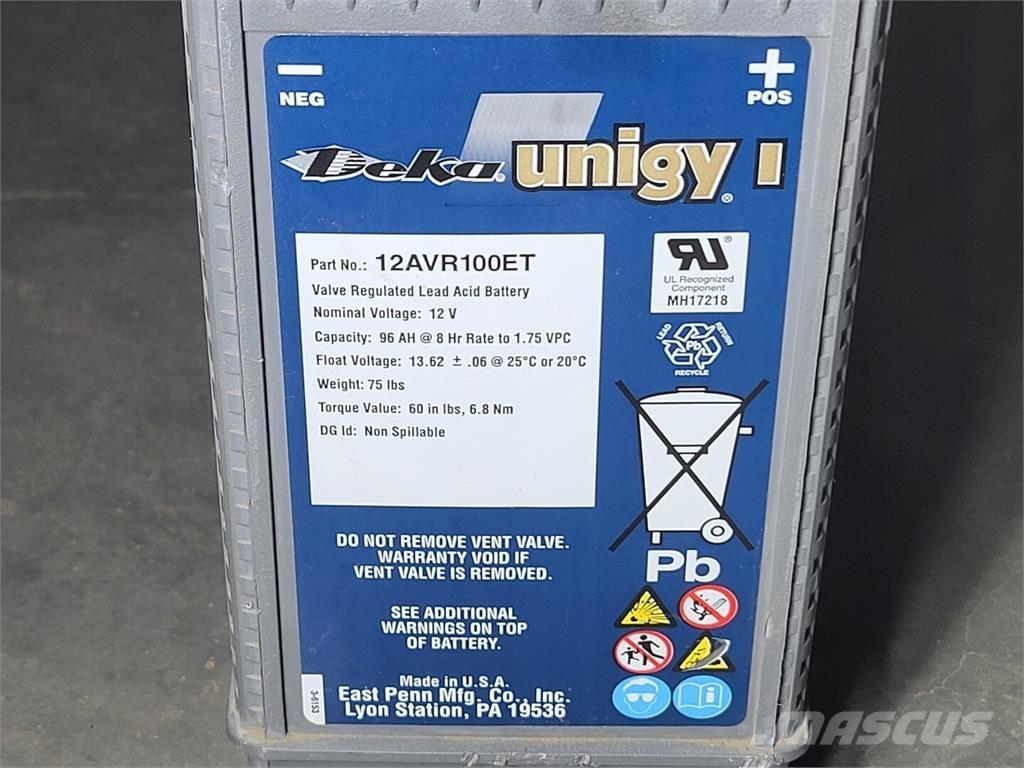 NEG
POS
Deka® unigy® I
Part No.: 12AVR100ET
Valve Regulated Lead Acid Battery
Nominal Voltage: 12 V
Capacity: 96 AH @ 8 Hr Rate to 1.75 VPC
Float Voltage: 13.62 ± .06 @ 25°C or 20°C
Weight: 75 lbs
Torque Value: 60 in lbs, 6.8 Nm
DG Id: Non Spillable
UL Recognized
Component
MH17218
LEAD
RETURN
Pb
RECYCLE
Pb
DO NOT REMOVE VENT VALVE.
WARRANTY VOID IF
VENT VALVE IS REMOVED.
SEE ADDITIONAL
WARNINGS ON TOP
OF BATTERY.
Made in U.S.A.
East Penn Mfg. Co., Inc.
Lyon Station, PA 19536
3-6153
MASCUS